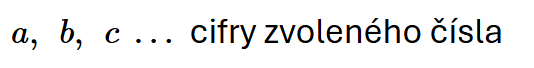 a, b, c … cifry zvoleného čísla